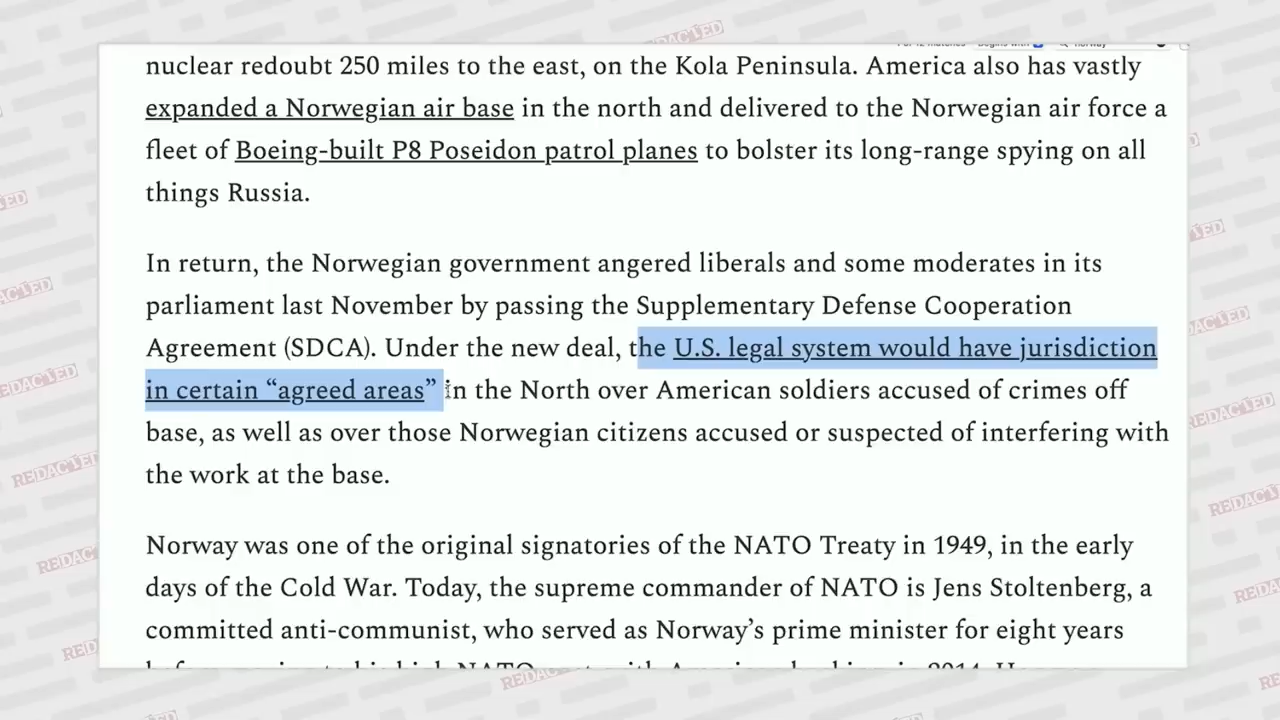 REDACTED
nuclear redoubt 250 miles to the east, on the Kola Peninsula. America also has vastly
expanded a Norwegian air base in the north and delivered to the Norwegian air force a
fleet of Boeing-built P8 Poseidon patrol planes to bolster its long-range spying on all
things Russia.
In return, the Norwegian government angered liberals and some moderates in its
parliament last November by passing the Supplementary Defense Cooperation
Agreement (SDCA). Under the new deal, the U.S. legal system would have jurisdiction
in certain “agreed areas” in the North over American soldiers accused of crimes off
base, as well as over those Norwegian citizens accused or suspected of interfering with
the work at the base.
Norway was one of the original signatories of the NATO Treaty in 1949, in the early
days of the Cold War. Today, the supreme commander of NATO is Jens Stoltenberg, a
committed anti-communist, who served as Norway’s prime minister for eight years